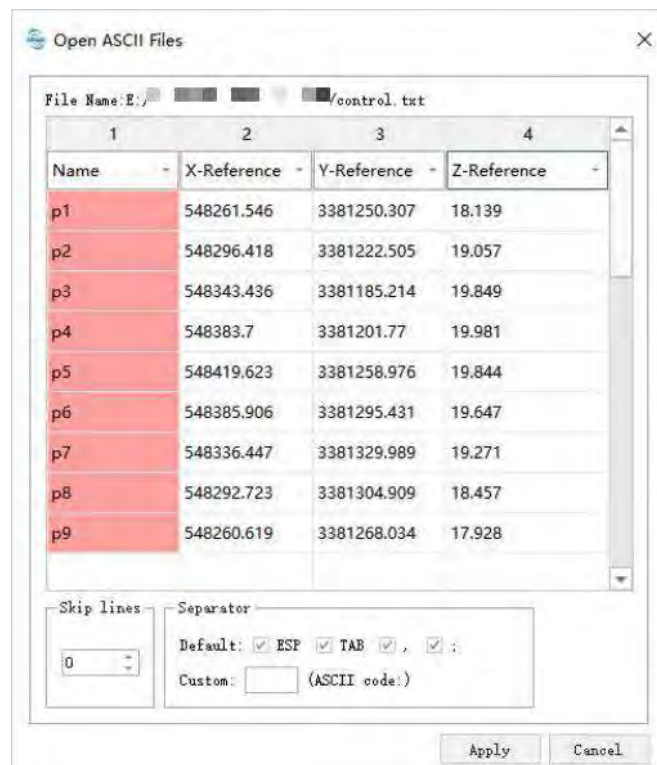 Open ASCII Files
File Name:E:/ /control.txt
1 2 3 4
Name X-Reference Y-Reference Z-Reference
p1 548261.546 3381250.307 18.139
p2 548296.418 3381222.505 19.057
p3 548343.436 3381185.214 19.849
p4 548383.7 3381201.77 19.981
p5 548419.623 3381258.976 19.844
p6 548385.906 3381295.431 19.647
p7 548336.447 3381329.989 19.271
p8 548292.723 3381304.909 18.457
p9 548260.619 3381268.034 17.928
Skip lines Separator
Default: ESP TAB , ;
0
Custom: (ASCII code:)
Apply Cancel